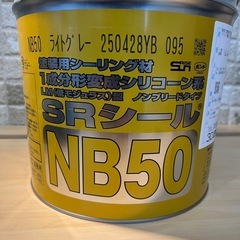 NB50 ライトグレー 250428YB 095
建築用シーリング材
1成分形変成シリコーン系
LM(低モジュラス)型 ノンブリードタイプ
SRシール
NB50